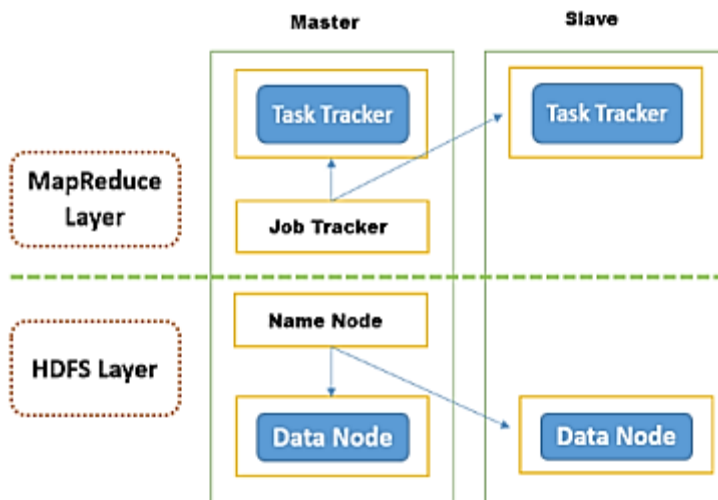 Master
Slave
Task Tracker
Task Tracker
MapReduce
Layer
Job Tracker
Name Node
HDFS Layer
Data Node
Data Node